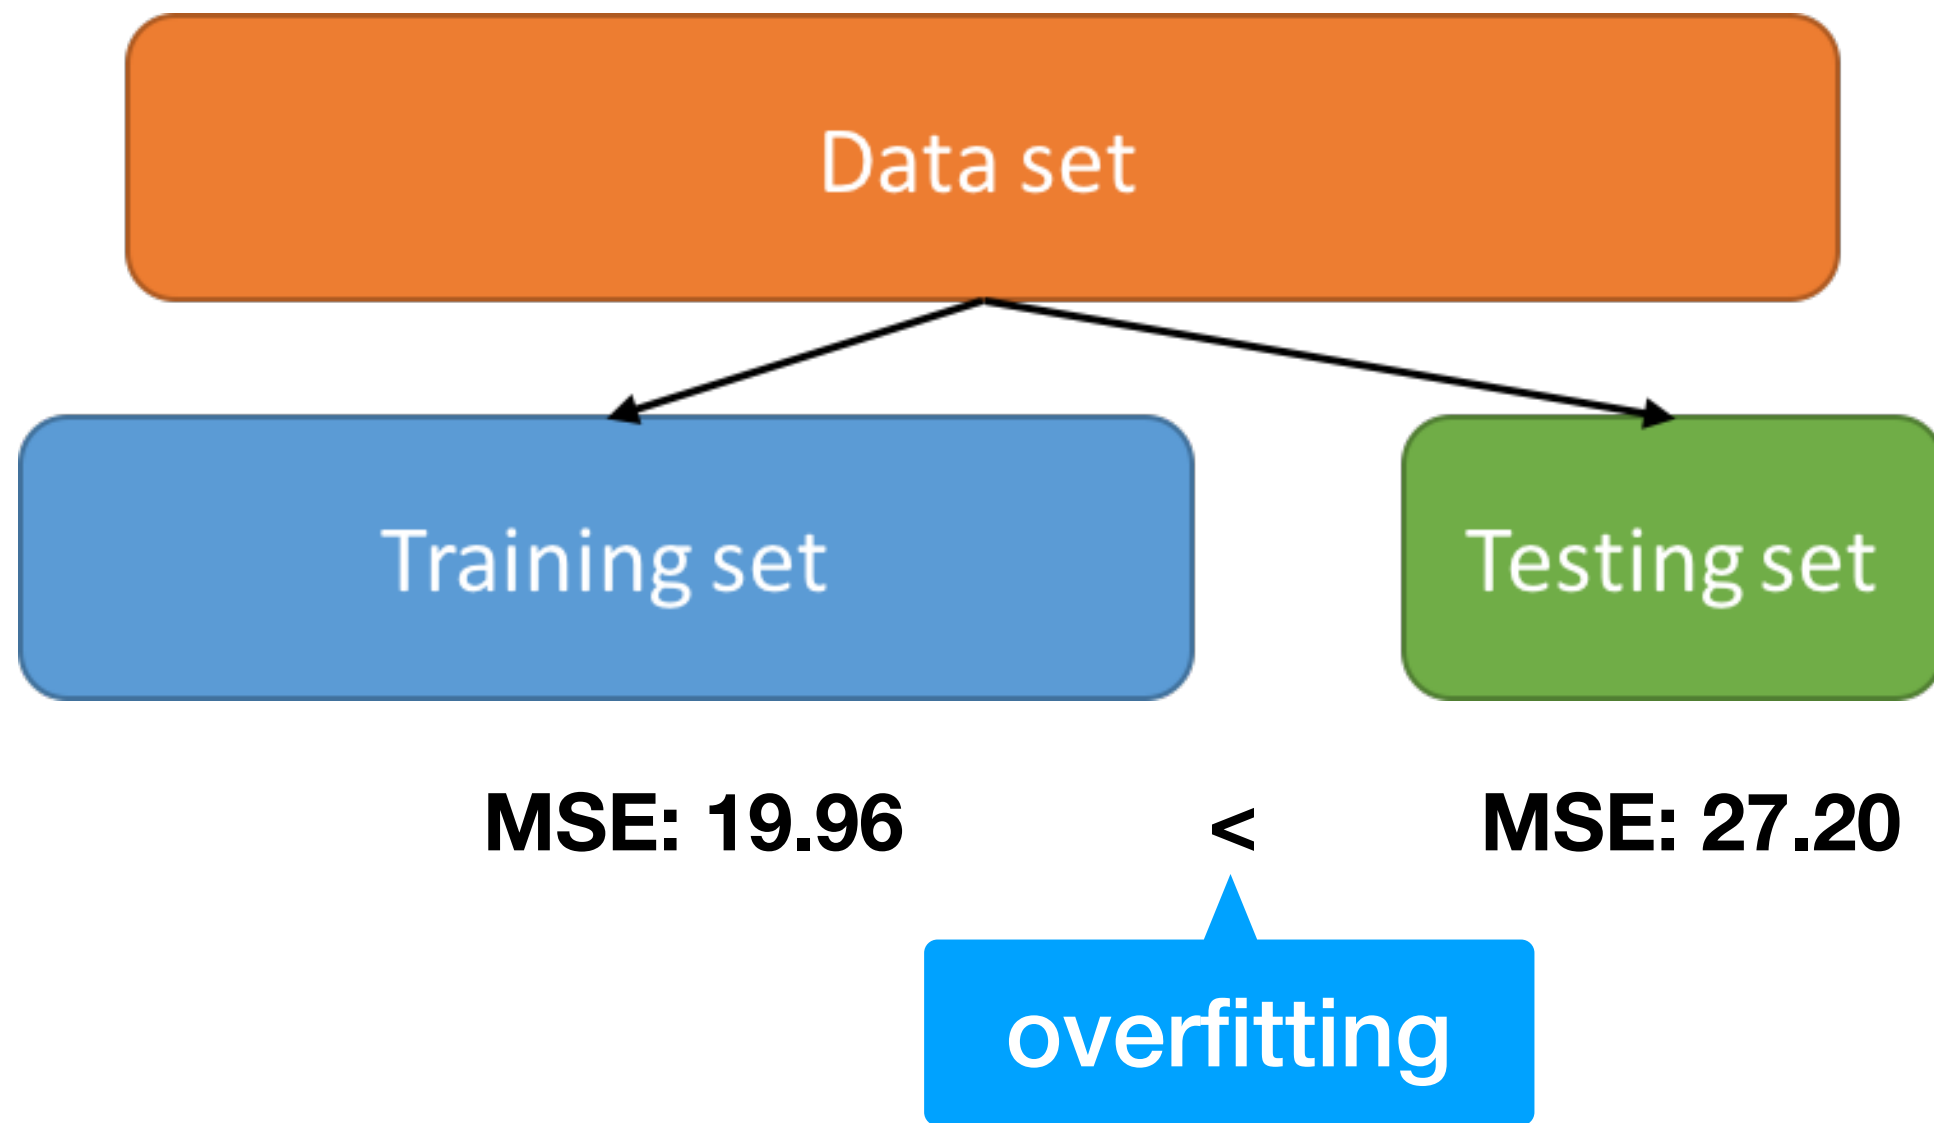 Data set
Training set
Testing set
MSE: 19.96 < MSE: 27.20
overfitting